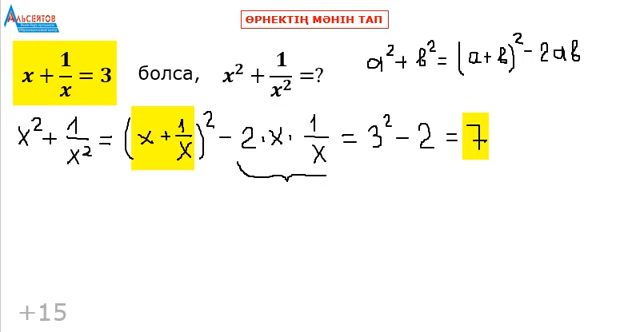 АЛЬСЕИТОВ
ӨРНЕКТІҢ МӘНІН ТАП
x + 1/x = 3 болса, x² + 1/x² = ?
a² + b² = (a + b)² - 2ab
x² + 1/x² = (x + 1/x)² - 2 · x · 1/x = 3² - 2 = 7
+15